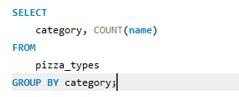 SELECT
category, COUNT(name)
FROM
pizza_types
GROUP BY category;